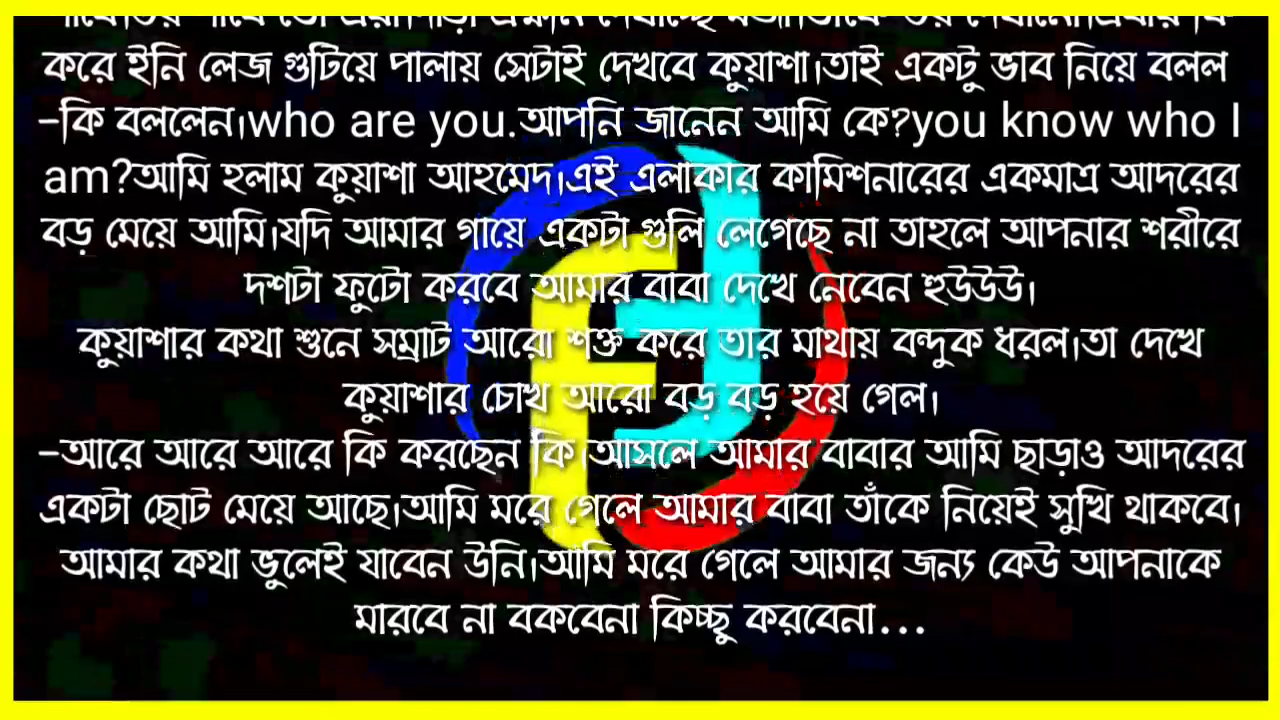 করে ইনি লেজ গুটিয়ে পালায় সেটাই দেখবে কুয়াশা।তাই একটু ভাব নিয়ে বলল
-কি বললেন।who are you.আপনি জানেন আমি কে?you know who I
am?আমি হলাম কুয়াশা আহমেদ।এই এলাকার কামিশনারের একমাত্র আদরের
বড় মেয়ে আমি।যদি আমার গায়ে একটা গুলি লেগেছে না তাহলে আপনার শরীরে
দশটা ফুটো করবে আমার বাবা দেখে নেবেন হুউউউ।
কুয়াশার কথা শুনে সম্রাট আরো শক্ত করে তার মাথায় বন্দুক ধরল।তা দেখে
কুয়াশার চোখ আরো বড় বড় হয়ে গেল।
-আরে আরে আরে কি করছেন কি।আসলে আমার বাবার আমি ছাড়াও আদরের
একটা ছোট মেয়ে আছে।আমি মরে গেলে আমার বাবা তাঁকে নিয়েই সুখি থাকবে।
আমার কথা ভুলেই যাবেন উনি।আমি মরে গেলে আমার জন্য কেউ আপনাকে
মারবে না বকবেনা কিচ্ছু করবেনা...